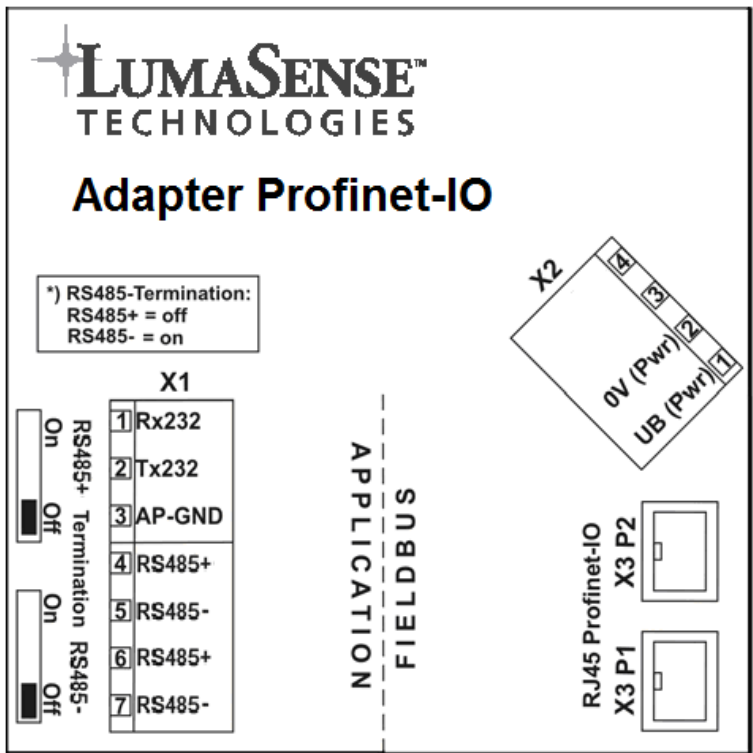 LUMASENSE™
TECHNOLOGIES
Adapter Profinet-IO
*) RS485-Termination:
RS485+ = off
RS485- = on
X1
1 Rx232
2 Tx232
3 AP-GND
4 RS485+
5 RS485-
6 RS485+
7 RS485-
On Off
On Off
RS485+ Termination RS485-
APPLICATION
FIELDBUS
X2
4
3
2 0V (Pwr)
1 UB (Pwr)
RJ45 Profinet-IO
X3 P2
X3 P1